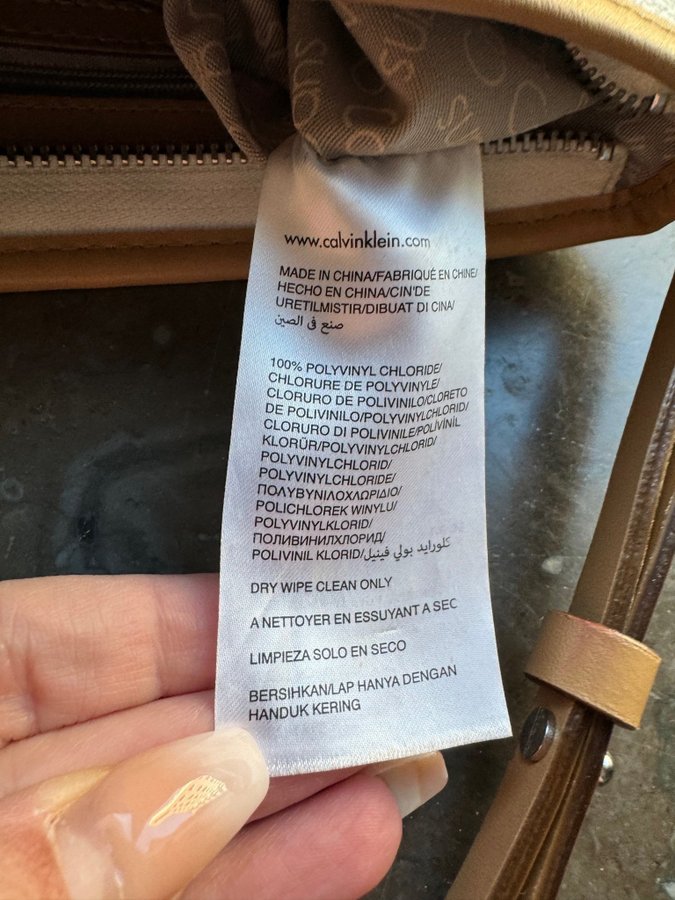 www.calvinklein.com
MADE IN CHINA/FABRIQUÉ EN CHINE/
HECHO EN CHINA/CIN'DE
URETILMISTIR/DIBUAT DI CINA/
صنع فى الصين
100% POLYVINYL CHLORIDE/
CHLORURE DE POLYVINYLE/
CLORURO DE POLIVINILO/CLORETO
DE POLIVINILO/POLYVINYLCHLORID/
CLORURO DI POLIVINILE/POLIVINIL
KLORÜR/POLYVINYLCHLORID/
POLYVINYLCHLORID/
POLYVINYLCHLORIDE/
ΠΟΛΥΒΥΝΙΛΟΧΛΩΡΙΔΙΟ/
POLICHLOREK WINYLU/
POLYVINYLKLORID/
ПОЛИВИНИЛХЛОРИД/
POLIVINIL KLORID/كلورايد بولي فينيل
DRY WIPE CLEAN ONLY
A NETTOYER EN ESSUYANT A SEC
LIMPIEZA SOLO EN SECO
BERSIHKAN/LAP HANYA DENGAN
HANDUK KERING